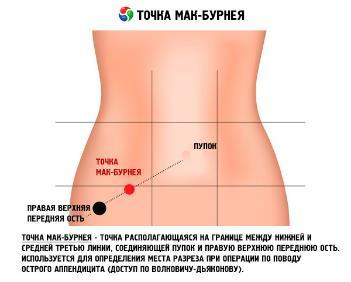 ТОЧКА МАК-БУРНЕЯ
ПУПОК
ТОЧКА
МАК-БУРНЕЯ
ПРАВАЯ ВЕРХНЯЯ
ПЕРЕДНЯЯ ОСТЬ
ТОЧКА МАК-БУРНЕЯ - ТОЧКА РАСПОЛАГАЮЩАЯСЯ НА ГРАНИЦЕ МЕЖДУ НИЖНЕЙ И
СРЕДНЕЙ ТРЕТЬЮ ЛИНИИ, СОЕДИНЯЮЩЕЙ ПУПОК И ПРАВУЮ ВЕРХНЮЮ ПЕРЕДНЮЮ ОСТЬ.
ИСПОЛЬЗУЕТСЯ ДЛЯ ОПРЕДЕЛЕНИЯ МЕСТА РАЗРЕЗА ПРИ ОПЕРАЦИИ ПО ПОВОДУ
ОСТРОГО АППЕНДИЦИТА (ДОСТУП ПО ВОЛКОВИЧУ-ДЬЯКОНОВУ).